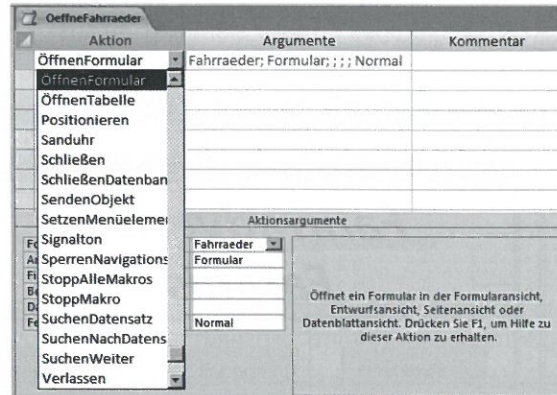 OeffneFahrraeder
Aktion Argumente Kommentar
ÖffnenFormular Fahrraeder; Formular; ; ; ; Normal
ÖffnenFormular
ÖffnenTabelle
Positionieren
Sanduhr
Schließen
SchließenDatenban
SendenObjekt
SetzenMenüelemen
Aktionsargumente
Signalton Fahrraeder
SperrenNavigations Formular
StoppAlleMakros
StoppMakro
SuchenDatensatz
SuchenNachDatens Normal
SuchenWeiter
Verlassen
Öffnet ein Formular in der Formularansicht,
Entwurfsansicht, Seitenansicht oder
Datenblattansicht. Drücken Sie F1, um Hilfe zu
dieser Aktion zu erhalten.